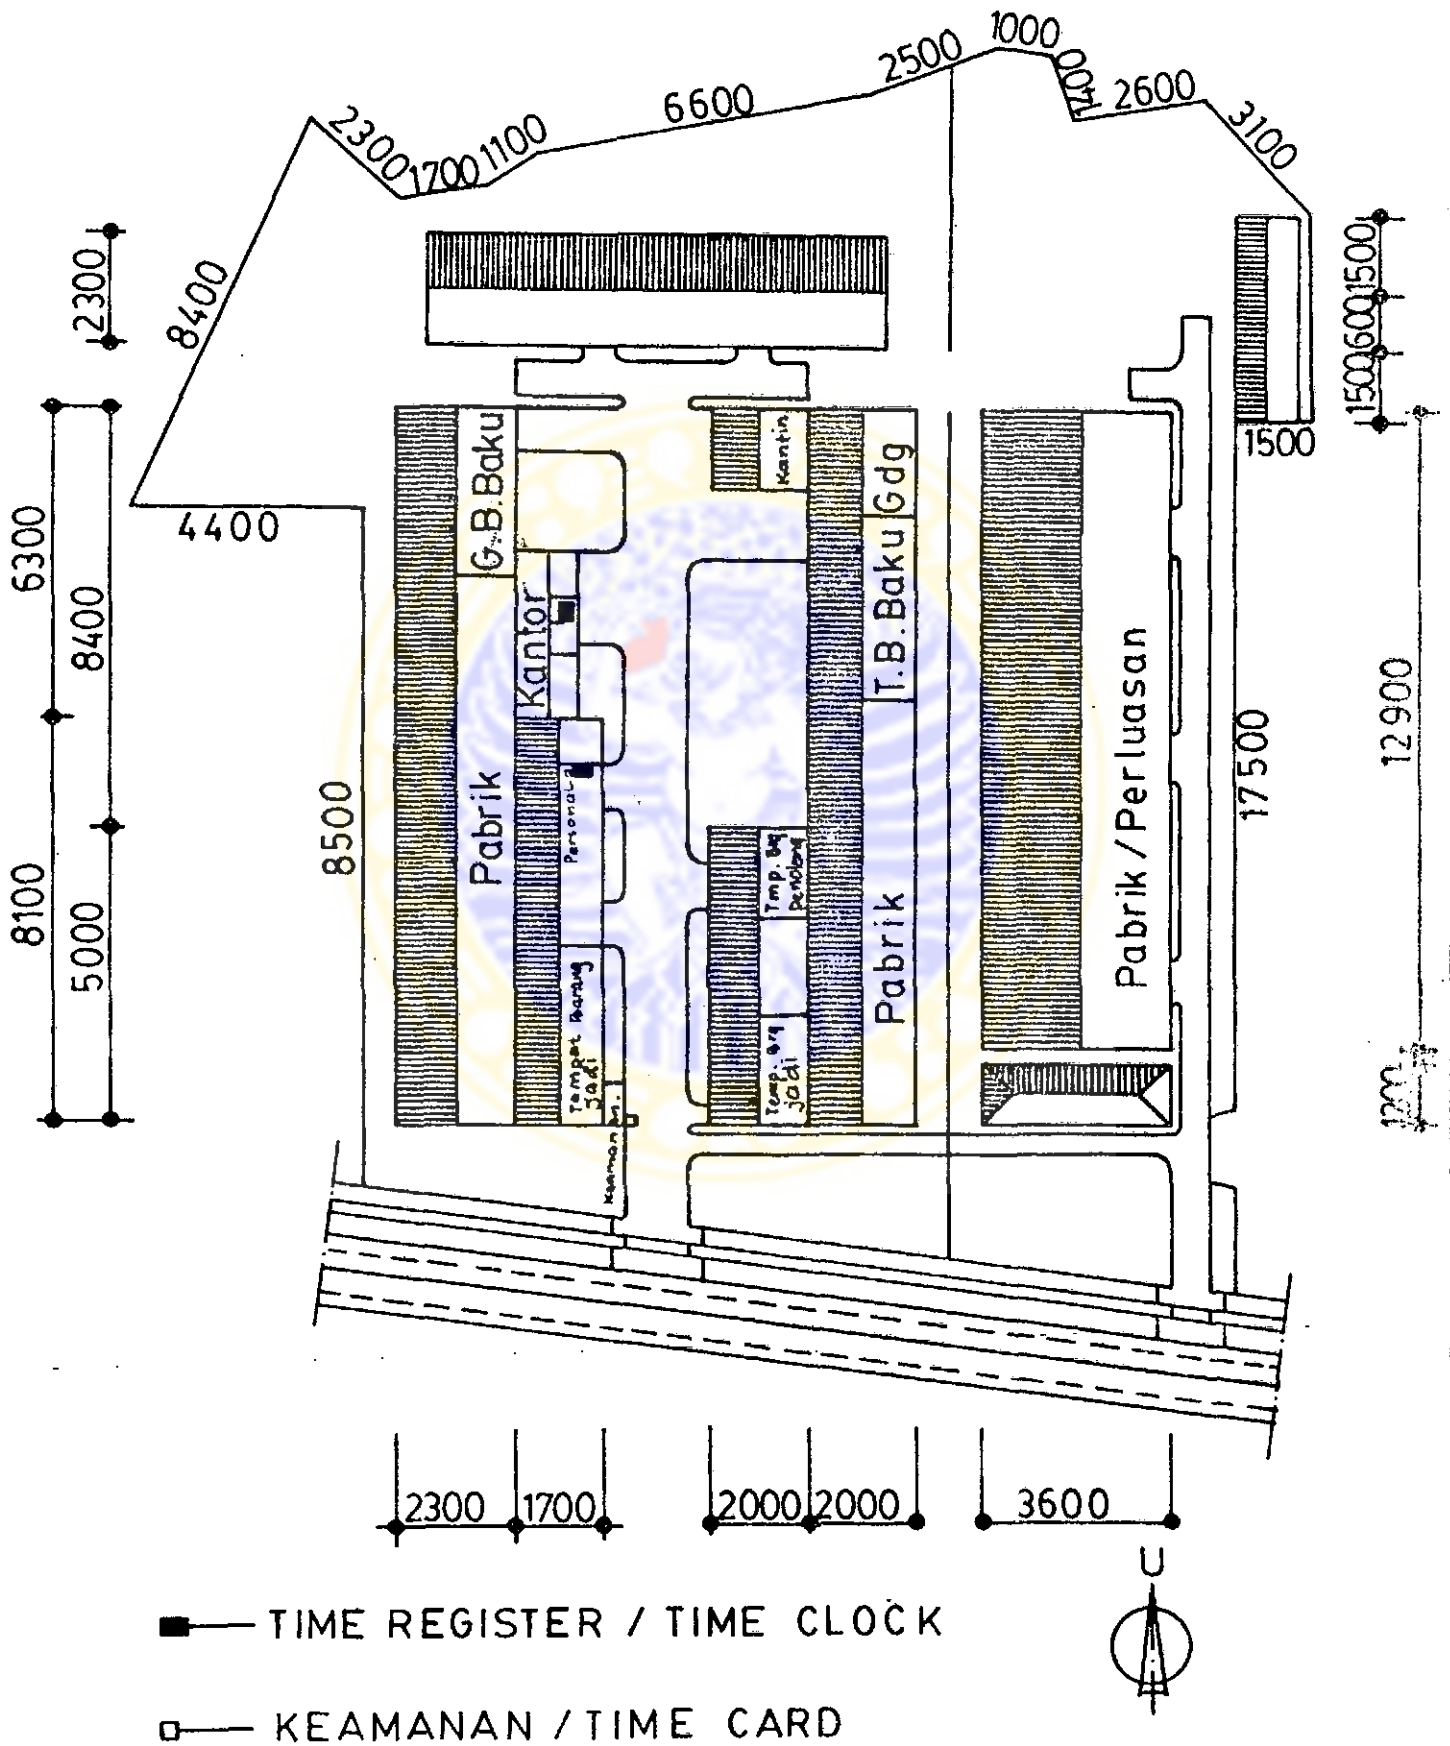 1000
2500
1400
2600
6600
3100
2300
1100
1700
8400
2300
1500
600
1500
1500
4400
6300
8400
8100
5000
8500
G.B.Baku
Kantor
Pabrik
Personalia
Tempat Barang
jadi
Keamanan.
Kantin
Gdg
T.B.Baku
Pabrik
Tmp. Brg
penolong
Temp. Brg
jadi
Pabrik / Perluasan
17500
12900
1200
2300
1700
2000
2000
3600
U
TIME REGISTER / TIME CLOCK
KEAMANAN / TIME CARD